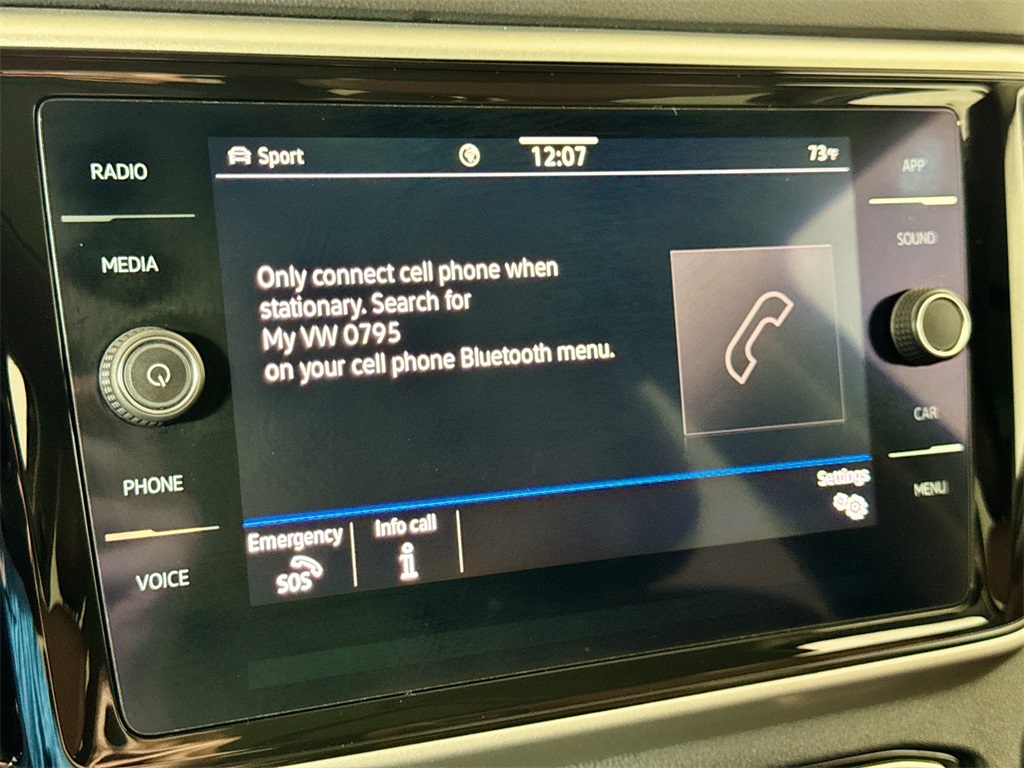 RADIO
MEDIA
PHONE
VOICE
Sport
12:07
73°F
Only connect cell phone when
stationary. Search for
My VW 0795
on your cell phone Bluetooth menu.
Emergency
SOS
Info call
i
Settings
APP
SOUND
CAR
MENU